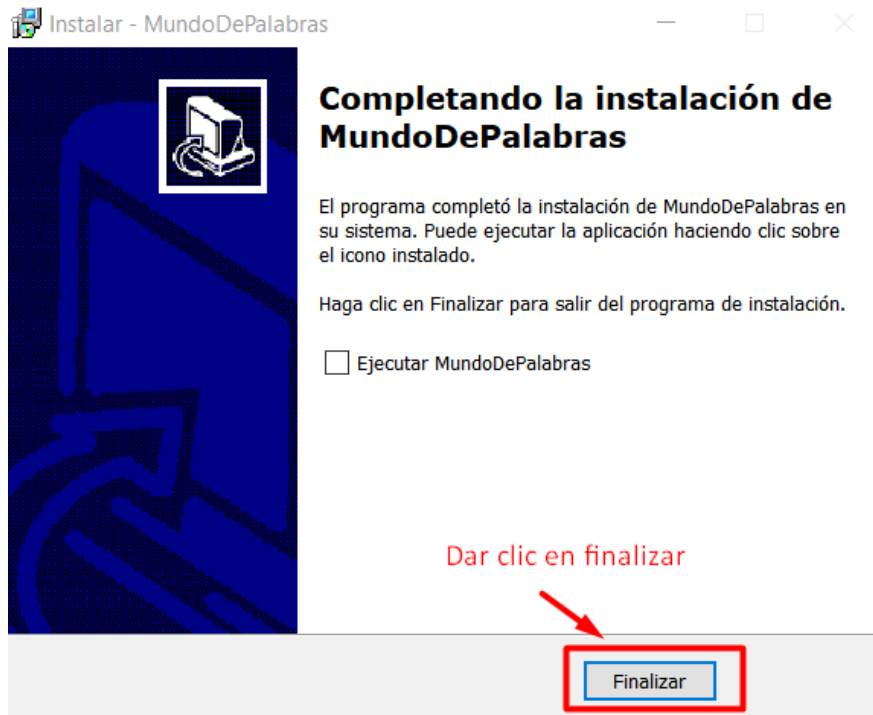 Instalar - MundoDePalabras
Completando la instalación de
MundoDePalabras
El programa completó la instalación de MundoDePalabras en
su sistema. Puede ejecutar la aplicación haciendo clic sobre
el icono instalado.
Haga clic en Finalizar para salir del programa de instalación.
Ejecutar MundoDePalabras
Dar clic en finalizar
Finalizar